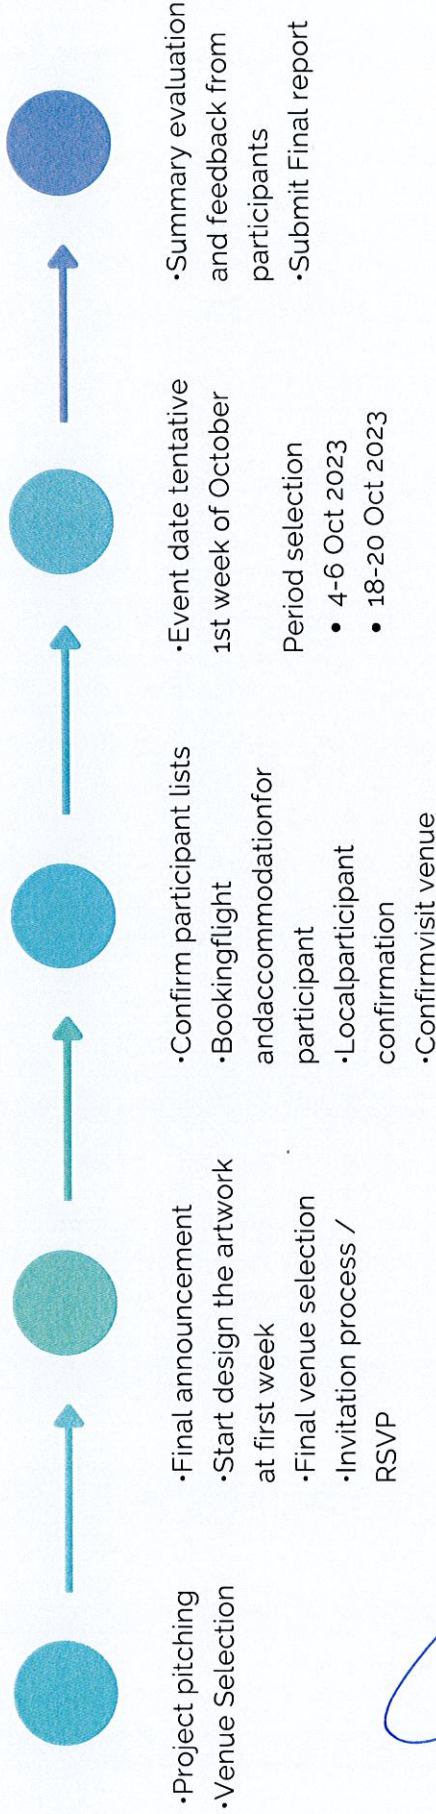 •Project pitching
•Venue Selection
•Final announcement
•Start design the artwork
at first week
•Final venue selection
•Invitation process /
RSVP
•Confirm participant lists
•Bookingflight
andaccommodationfor
participant
•Localparticipant
confirmation
•Confirmvisit venue
•Event date tentative
1st week of October
Period selection
• 4-6 Oct 2023
• 18-20 Oct 2023
•Summary evaluation
and feedback from
participants
•Submit Final report